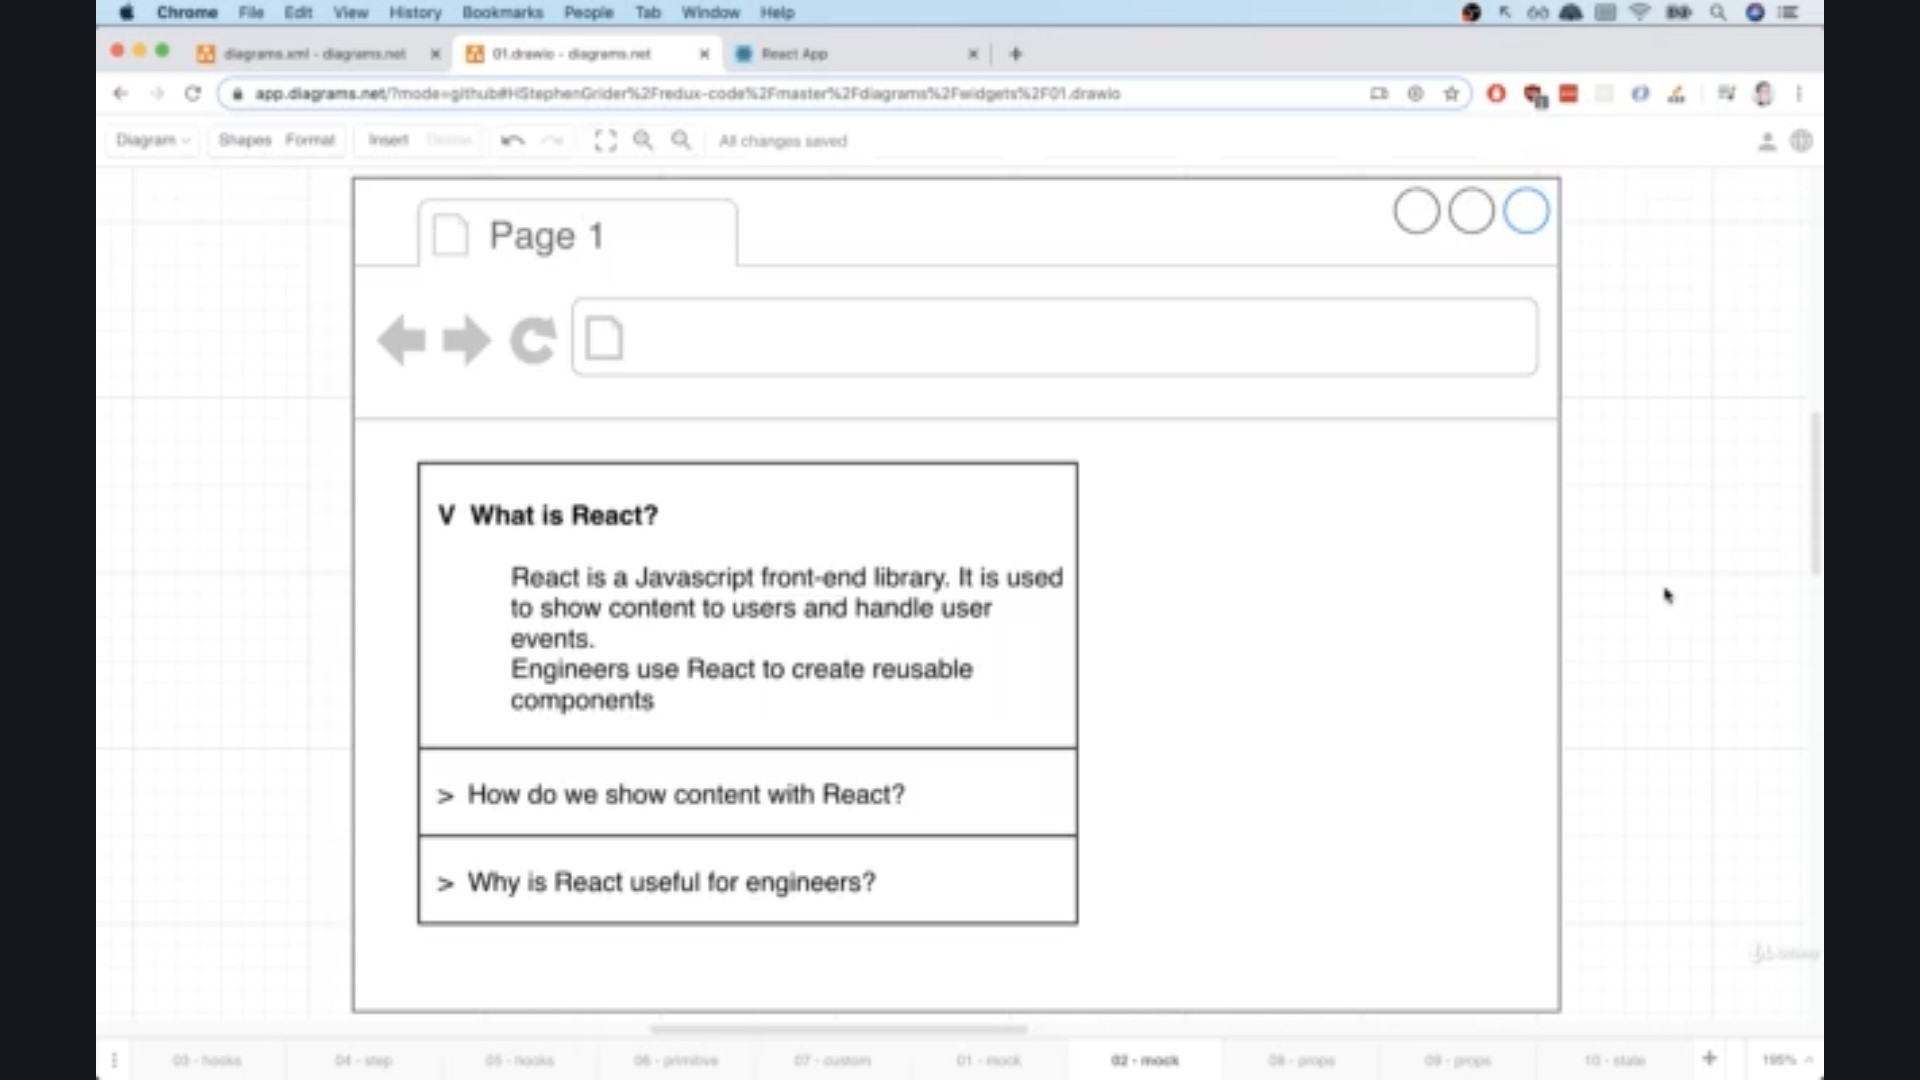 Chrome File Edit View History Bookmarks People Tab Window Help
diagrams.xml - diagrams.net 01.drawio - diagrams.net React App
app.diagrams.net/?mode=github#HStephenGrider%2Fredux-code%2Fmaster%2Fdiagrams%2Fwidgets%2F01.drawio
Diagram Shapes Format Insert Delete All changes saved
Page 1
V What is React?
React is a Javascript front-end library. It is used
to show content to users and handle user
events.
Engineers use React to create reusable
components
> How do we show content with React?
> Why is React useful for engineers?
03 - hooks 04 - step 05 - hooks 06 - primitive 07 - custom 01 - mock 02 - mock 08 - props 09 - props 10 - state + 195%